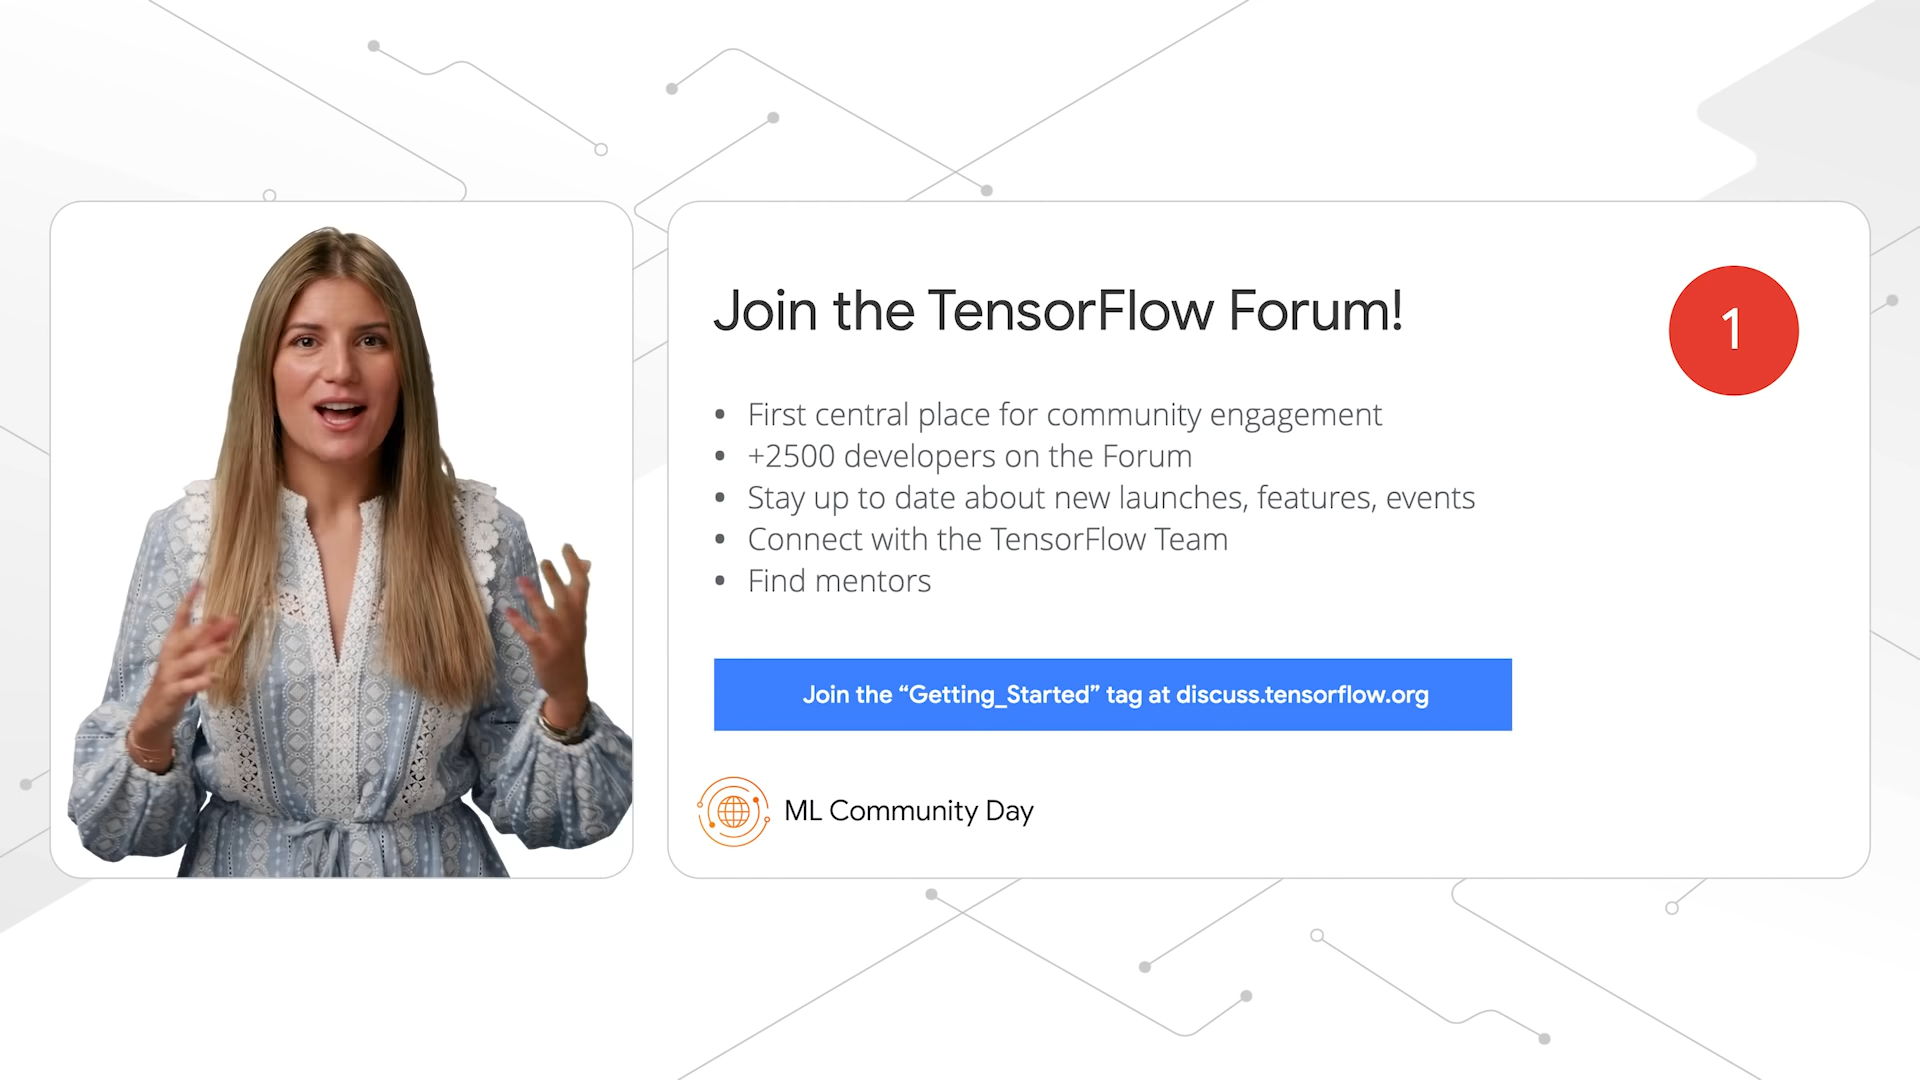 Join the TensorFlow Forum!
1
• First central place for community engagement
• +2500 developers on the Forum
• Stay up to date about new launches, features, events
• Connect with the TensorFlow Team
• Find mentors
Join the “Getting_Started” tag at discuss.tensorflow.org
ML Community Day